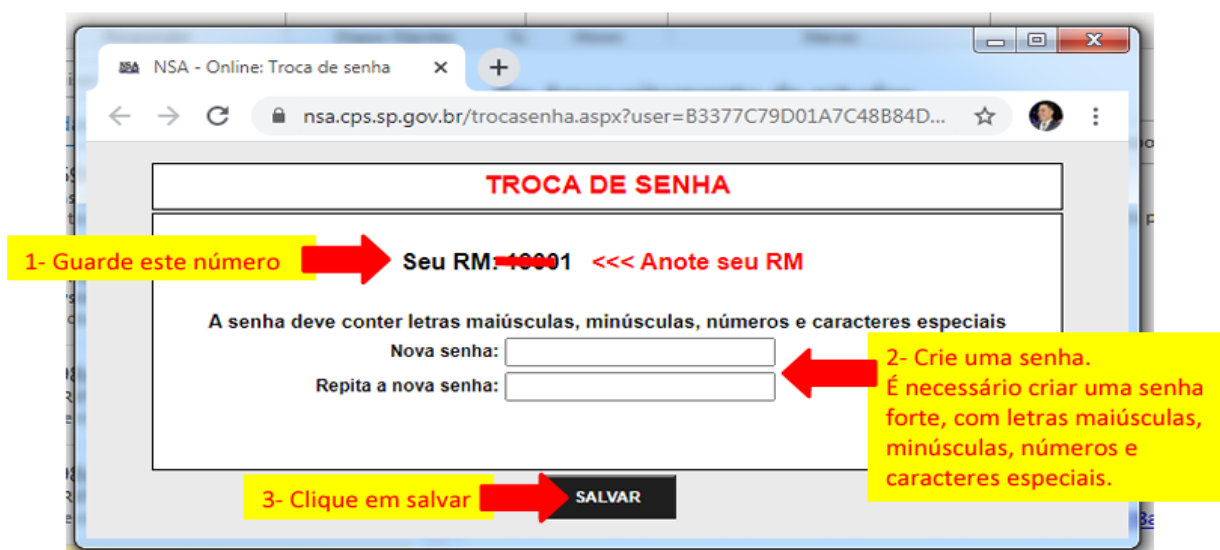 NSA - Online: Troca de senha
nsa.cps.sp.gov.br/trocasenha.aspx?user=B3377C79D01A7C48B84D...
TROCA DE SENHA
1- Guarde este número
Seu RM: <<< Anote seu RM
A senha deve conter letras maiúsculas, minúsculas, números e caracteres especiais
Nova senha:
Repita a nova senha:
2- Crie uma senha.
É necessário criar uma senha
forte, com letras maiúsculas,
minúsculas, números e
caracteres especiais.
3- Clique em salvar
SALVAR